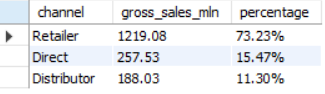 channel gross_sales_mln percentage
Retailer 1219.08 73.23%
Direct 257.53 15.47%
Distributor 188.03 11.30%